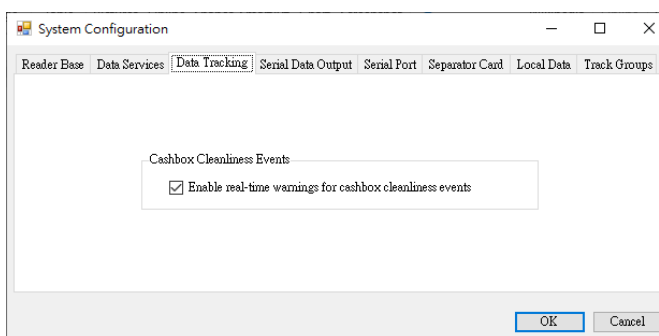 System Configuration
Reader Base Data Services Data Tracking Serial Data Output Serial Port Separator Card Local Data Track Groups
Cashbox Cleanliness Events
Enable real-time warnings for cashbox cleanliness events
OK Cancel